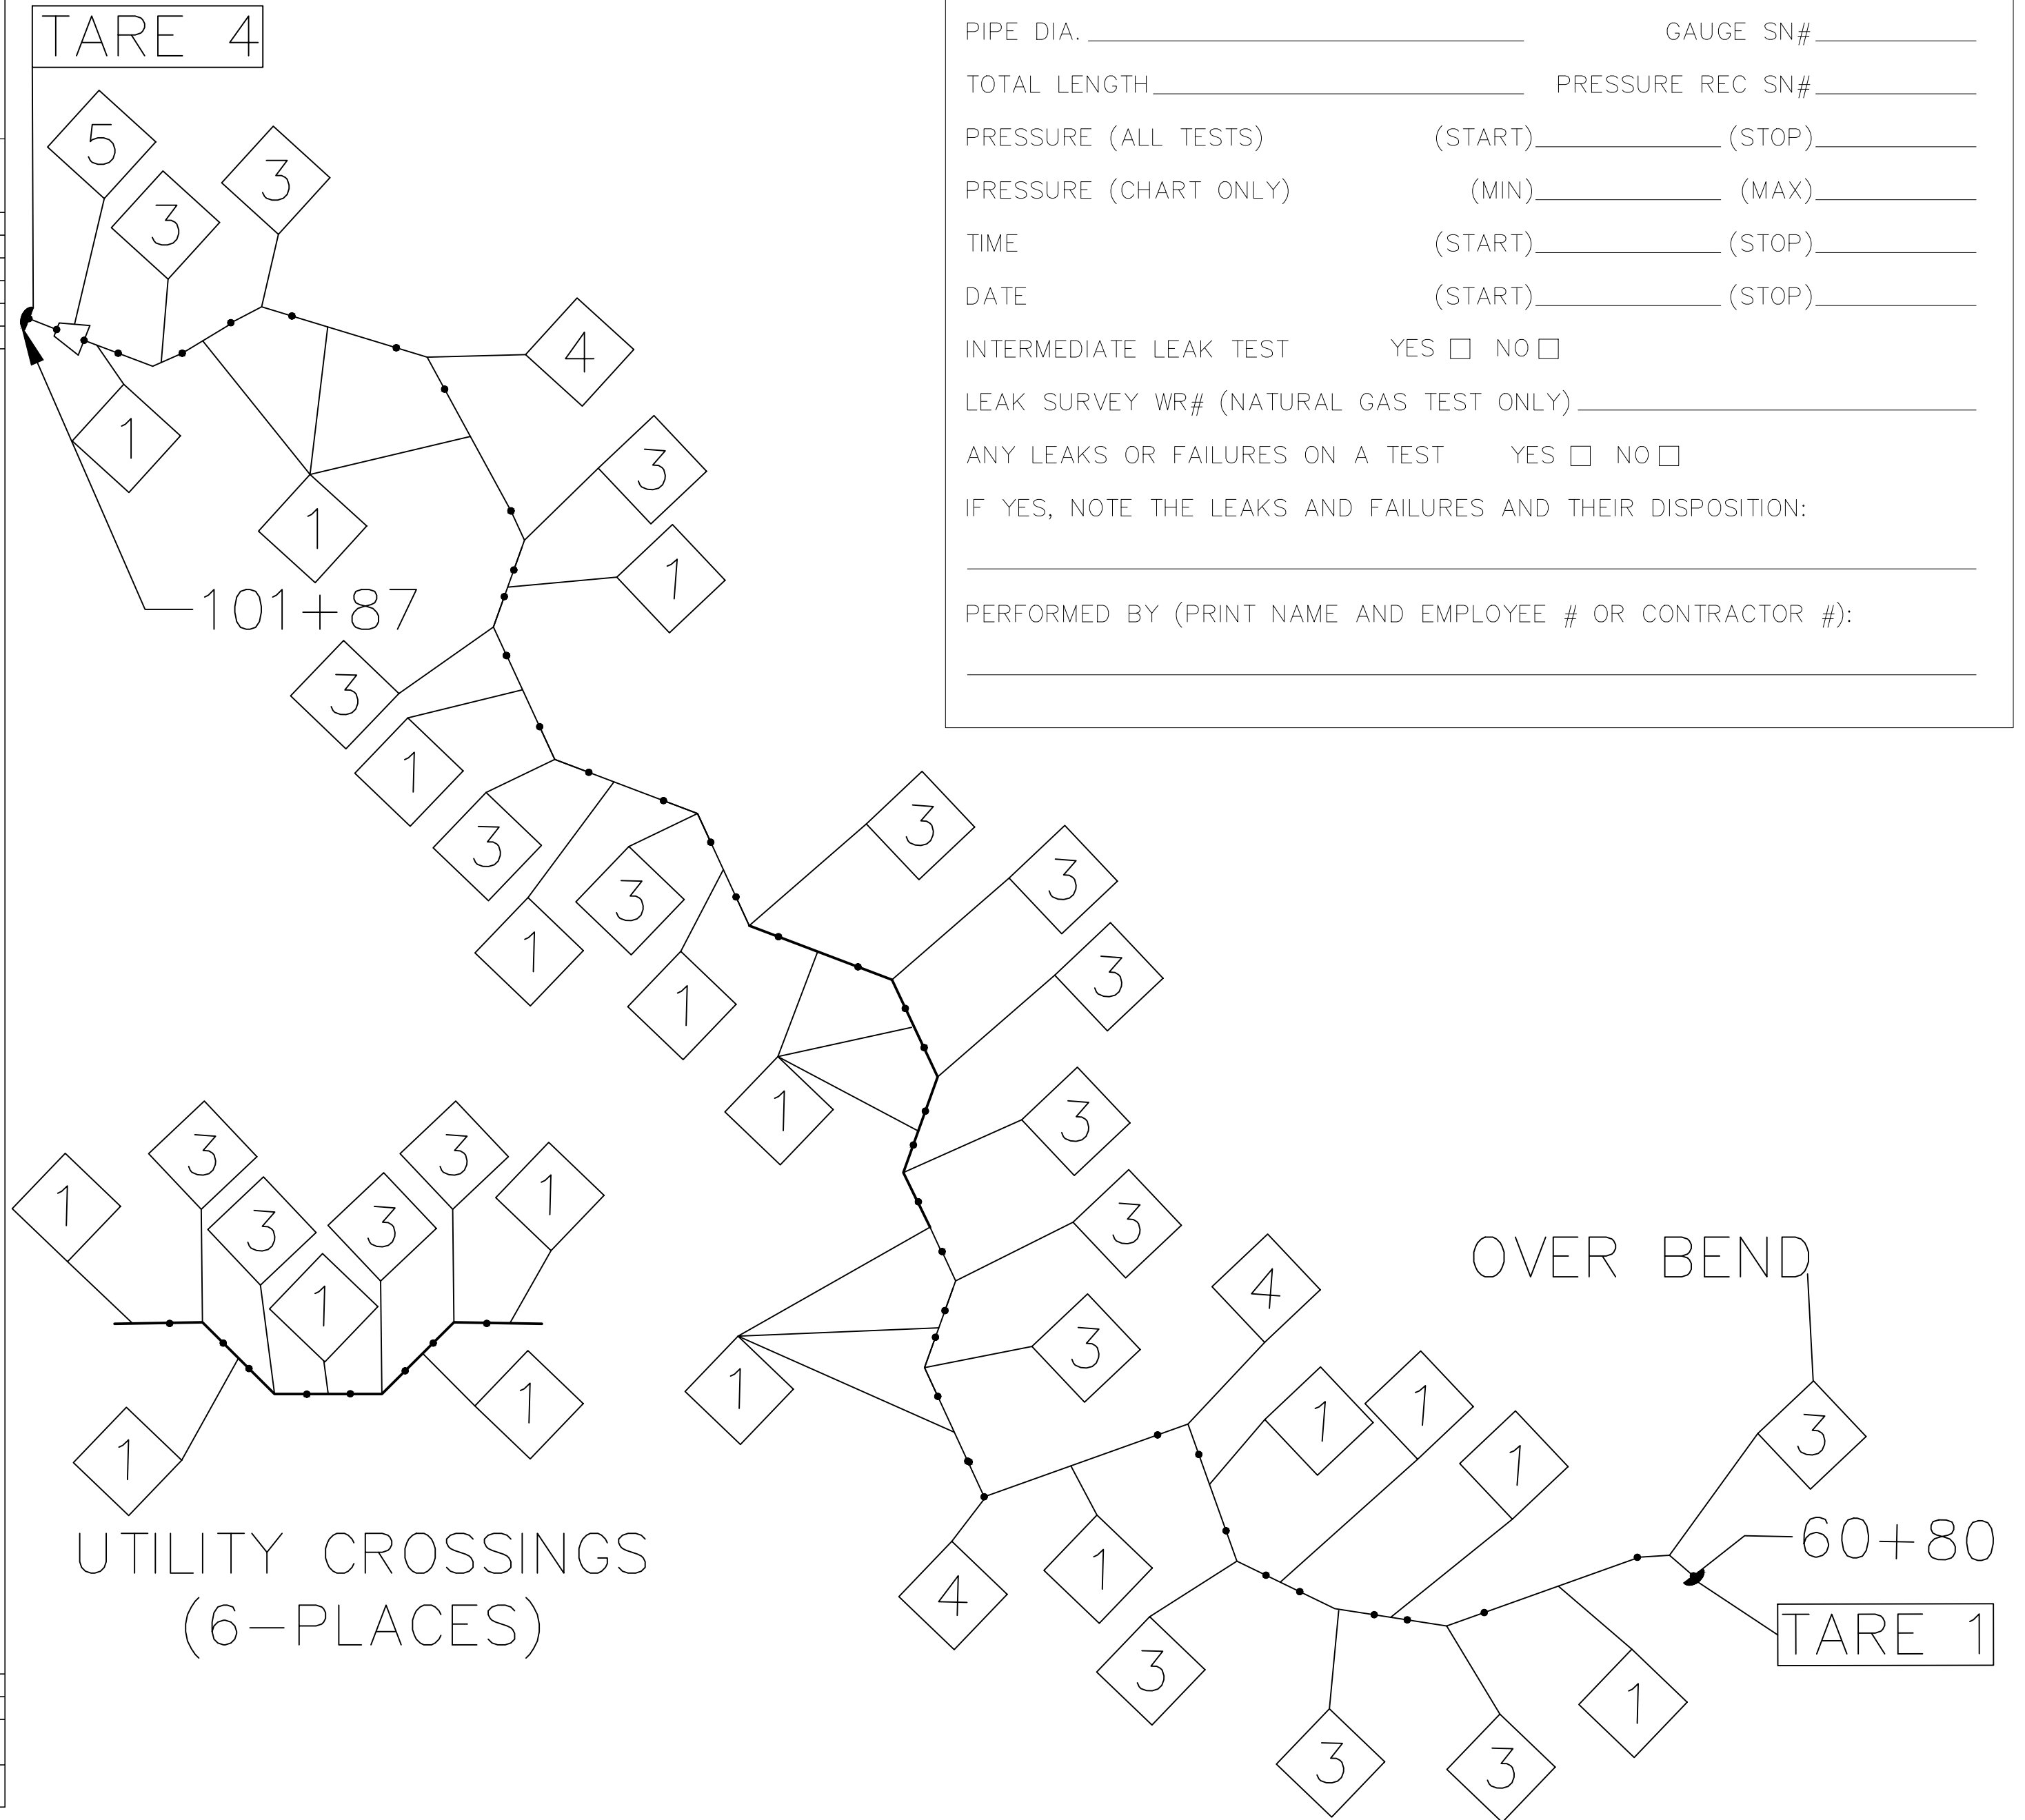 TARE 4
PIPE DIA. GAUGE SN#
TOTAL LENGTH PRESSURE REC SN#
PRESSURE (ALL TESTS) (START) (STOP)
PRESSURE (CHART ONLY) (MIN) (MAX)
TIME (START) (STOP)
DATE (START) (STOP)
INTERMEDIATE LEAK TEST YES NO
LEAK SURVEY WR# (NATURAL GAS TEST ONLY)
ANY LEAKS OR FAILURES ON A TEST YES NO
IF YES, NOTE THE LEAKS AND FAILURES AND THEIR DISPOSITION:
PERFORMED BY (PRINT NAME AND EMPLOYEE # OR CONTRACTOR #):
5
3
3
4
1
3
1
1
101+87
3
1
3
3
3
3
1
3
1
3
1
3
3
3
1
1
3
3
1
3
3
1
1
1
UTILITY CROSSINGS
(6-PLACES)
4
3
1
1
1
1
OVER BEND
3
60+80
TARE 1
1
4
3
1
3
3